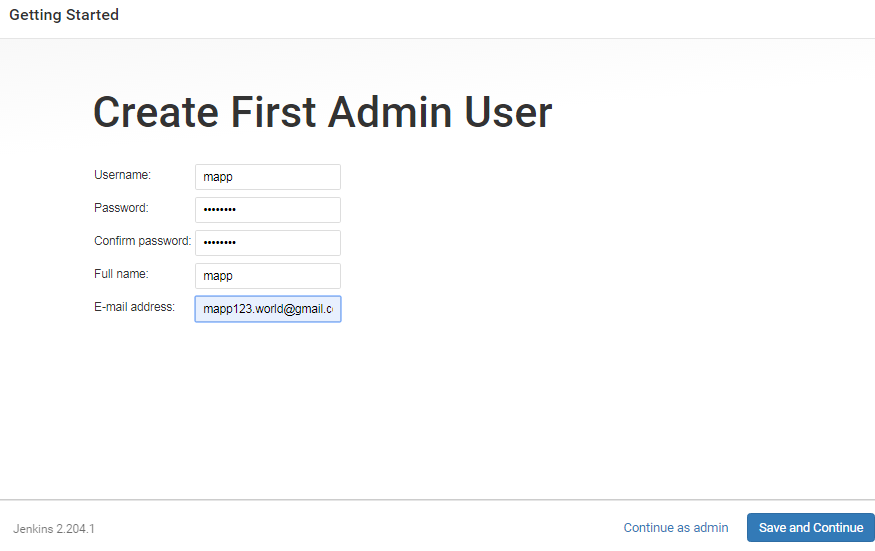 Getting Started
Create First Admin User
Username: mapp
Password: ••••••••
Confirm password: ••••••••
Full name: mapp
E-mail address: mapp123.world@gmail.c
Jenkins 2.204.1 Continue as admin Save and Continue